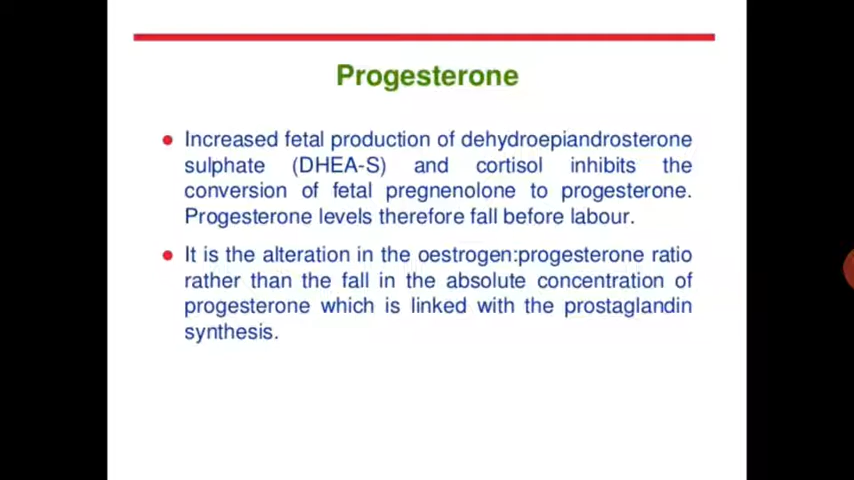 Progesterone
Increased fetal production of dehydroepiandrosterone
sulphate (DHEA-S) and cortisol inhibits the
conversion of fetal pregnenolone to progesterone.
Progesterone levels therefore fall before labour.
It is the alteration in the oestrogen:progesterone ratio
rather than the fall in the absolute concentration of
progesterone which is linked with the prostaglandin
synthesis.